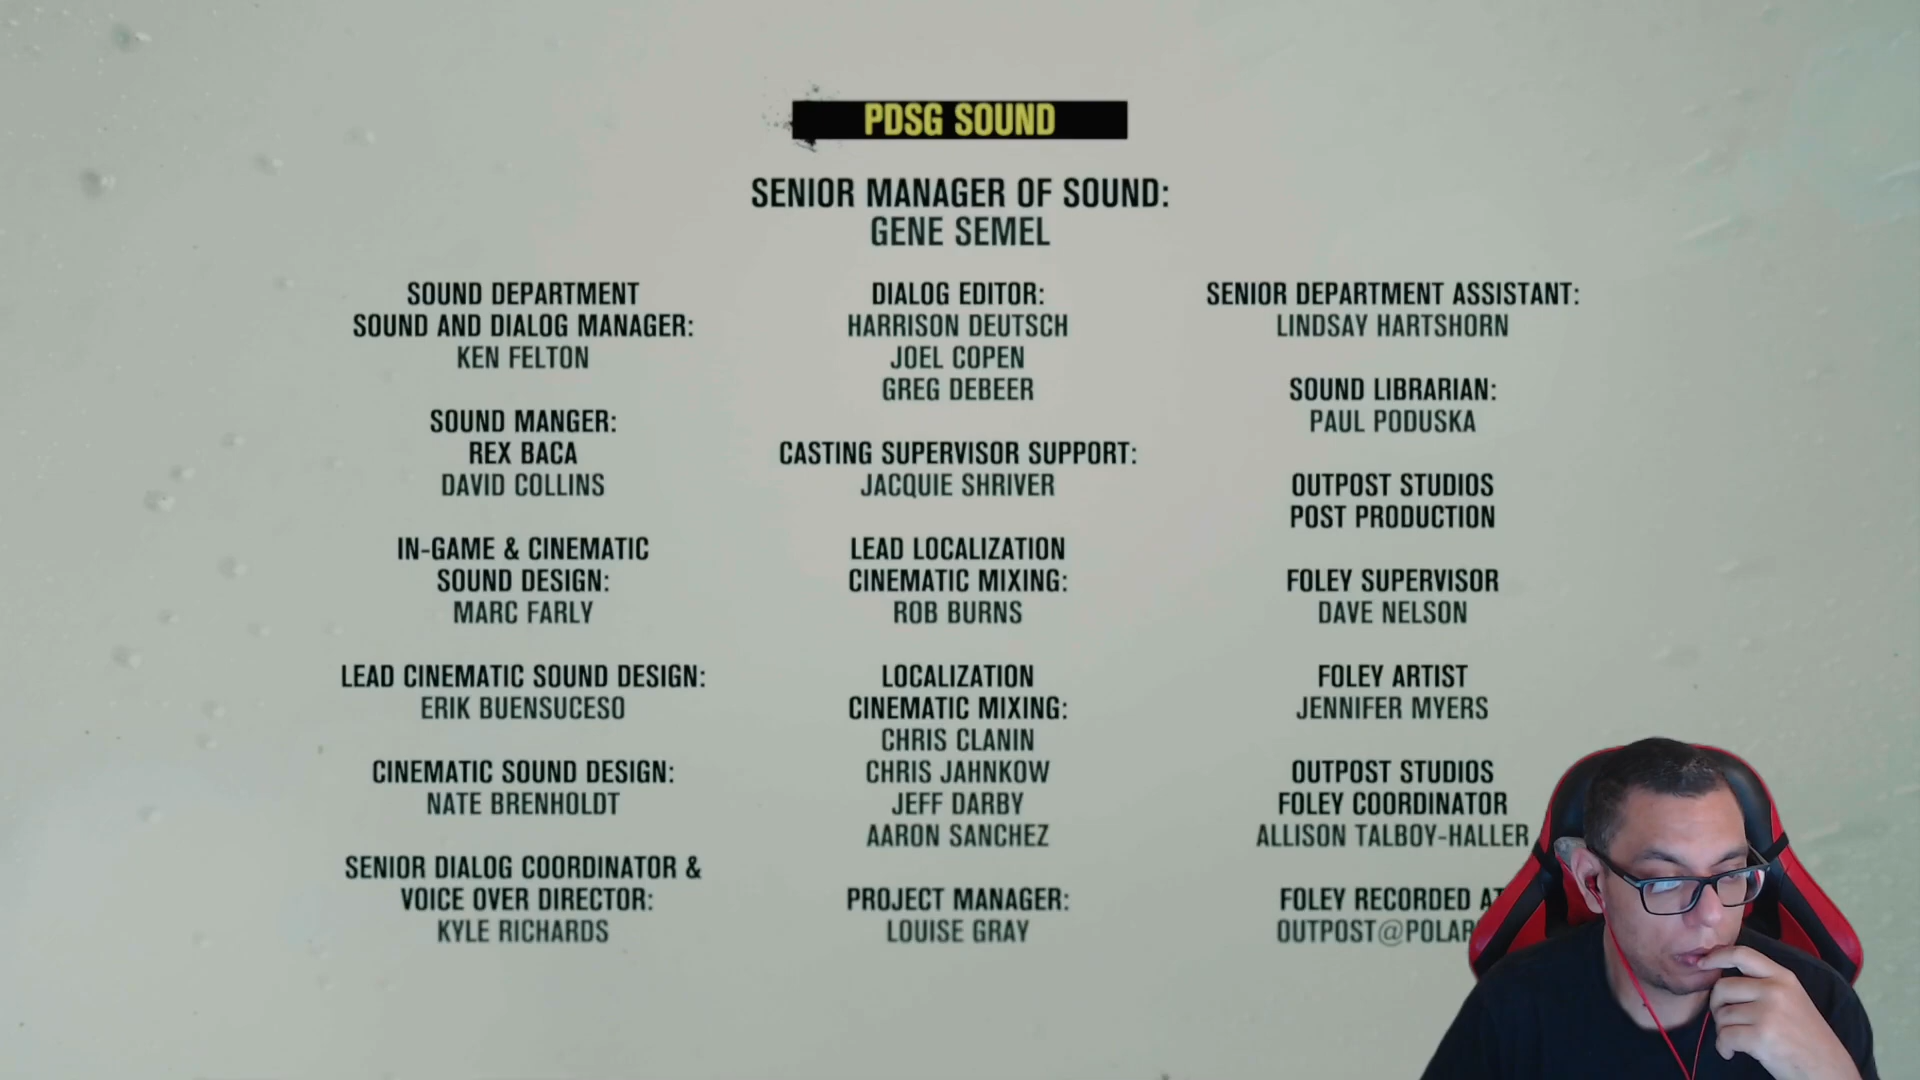 PDSG SOUND
SENIOR MANAGER OF SOUND:
GENE SEMEL
SOUND DEPARTMENT
SOUND AND DIALOG MANAGER:
KEN FELTON
SOUND MANGER:
REX BACA
DAVID COLLINS
IN-GAME & CINEMATIC
SOUND DESIGN:
MARC FARLY
LEAD CINEMATIC SOUND DESIGN:
ERIK BUENSUCESO
CINEMATIC SOUND DESIGN:
NATE BRENHOLDT
SENIOR DIALOG COORDINATOR &
VOICE OVER DIRECTOR:
KYLE RICHARDS
DIALOG EDITOR:
HARRISON DEUTSCH
JOEL COPEN
GREG DEBEER
CASTING SUPERVISOR SUPPORT:
JACQUIE SHRIVER
LEAD LOCALIZATION
CINEMATIC MIXING:
ROB BURNS
LOCALIZATION
CINEMATIC MIXING:
CHRIS CLANIN
CHRIS JAHNKOW
JEFF DARBY
AARON SANCHEZ
PROJECT MANAGER:
LOUISE GRAY
SENIOR DEPARTMENT ASSISTANT:
LINDSAY HARTSHORN
SOUND LIBRARIAN:
PAUL PODUSKA
OUTPOST STUDIOS
POST PRODUCTION
FOLEY SUPERVISOR
DAVE NELSON
FOLEY ARTIST
JENNIFER MYERS
OUTPOST STUDIOS
FOLEY COORDINATOR
ALLISON TALBOY-HALLER
FOLEY RECORDED AT